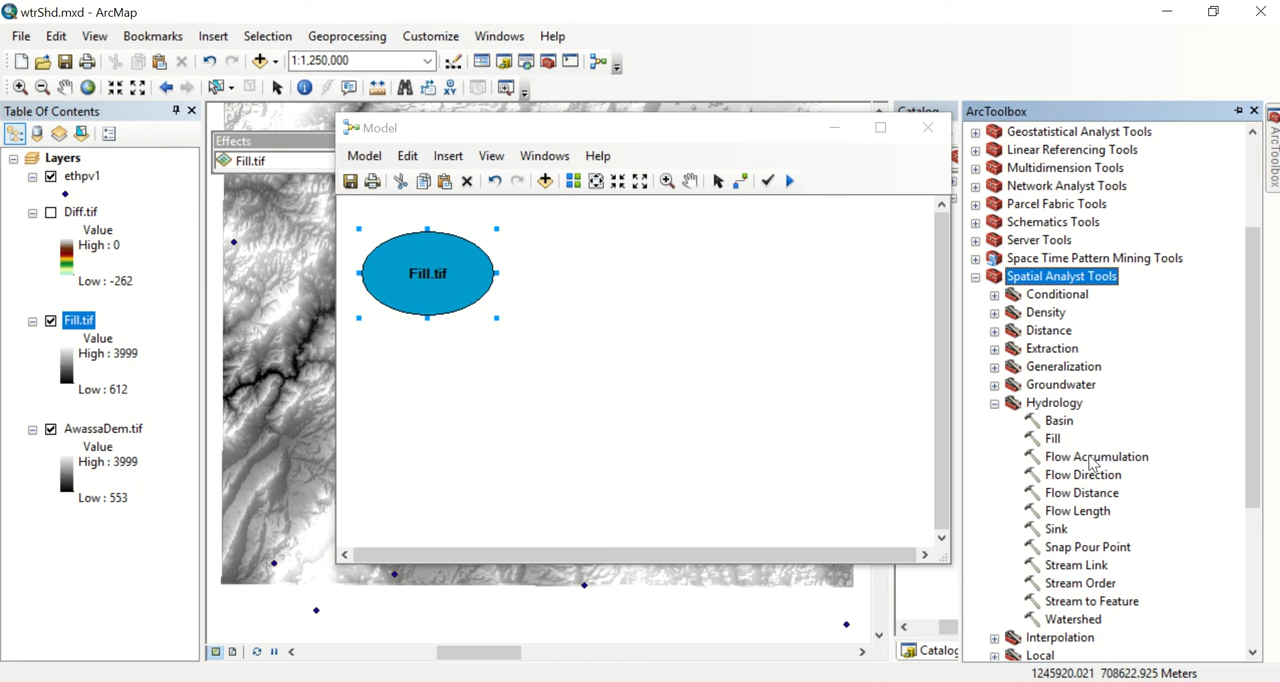 wtrShd.mxd - ArcMap
File Edit View Bookmarks Insert Selection Geoprocessing Customize Windows Help
1:1,250,000
Table Of Contents
Layers
ethpv1
Diff.tif
Value
High : 0
Low : -262
Fill.tif
Value
High : 3999
Low : 612
AwassaDem.tif
Value
High : 3999
Low : 553
Effects
Fill.tif
Model
Model Edit Insert View Windows Help
Fill.tif
Catalog
Catalog
ArcToolbox
Geostatistical Analyst Tools
Linear Referencing Tools
Multidimension Tools
Network Analyst Tools
Parcel Fabric Tools
Schematics Tools
Server Tools
Space Time Pattern Mining Tools
Spatial Analyst Tools
Conditional
Density
Distance
Extraction
Generalization
Groundwater
Hydrology
Basin
Fill
Flow Accumulation
Flow Direction
Flow Distance
Flow Length
Sink
Snap Pour Point
Stream Link
Stream Order
Stream to Feature
Watershed
Interpolation
Local
ArcToolbox
1245920.021 708622.925 Meters